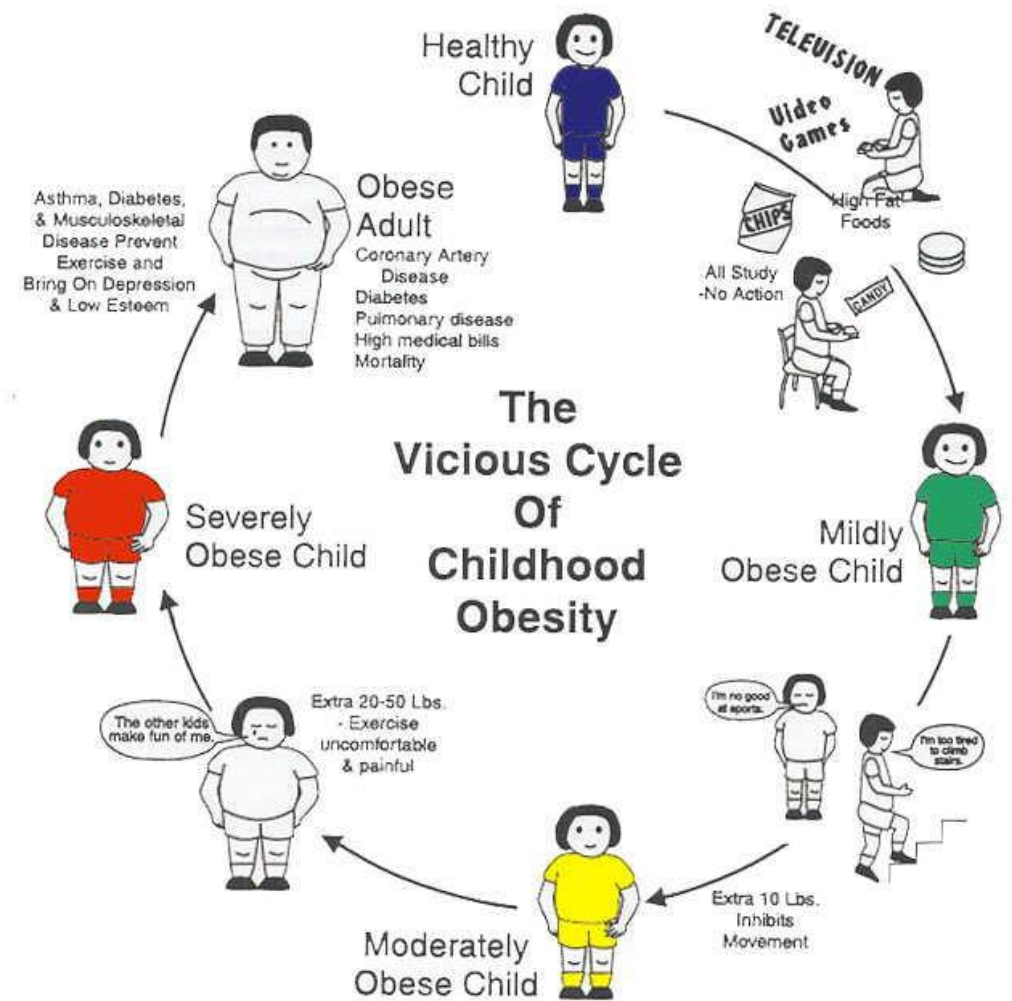 Healthy
Child
TELEVISION
Video
Games
High Fat
Foods
CHIPS
All Study
-No Action
CANDY
Mildly
Obese Child
I'm no good
at sports.
I'm too tired
to climb
stairs.
Extra 10 Lbs.
Inhibits
Movement
Moderately
Obese Child
Extra 20-50 Lbs.
- Exercise
uncomfortable
& painful
The other kids
make fun of me.
Severely
Obese Child
Asthma, Diabetes,
& Musculoskeletal
Disease Prevent
Exercise and
Bring On Depression
& Low Esteem
Obese
Adult
Coronary Artery
Disease
Diabetes
Pulmonary disease
High medical bills
Mortality
The
Vicious Cycle
Of
Childhood
Obesity